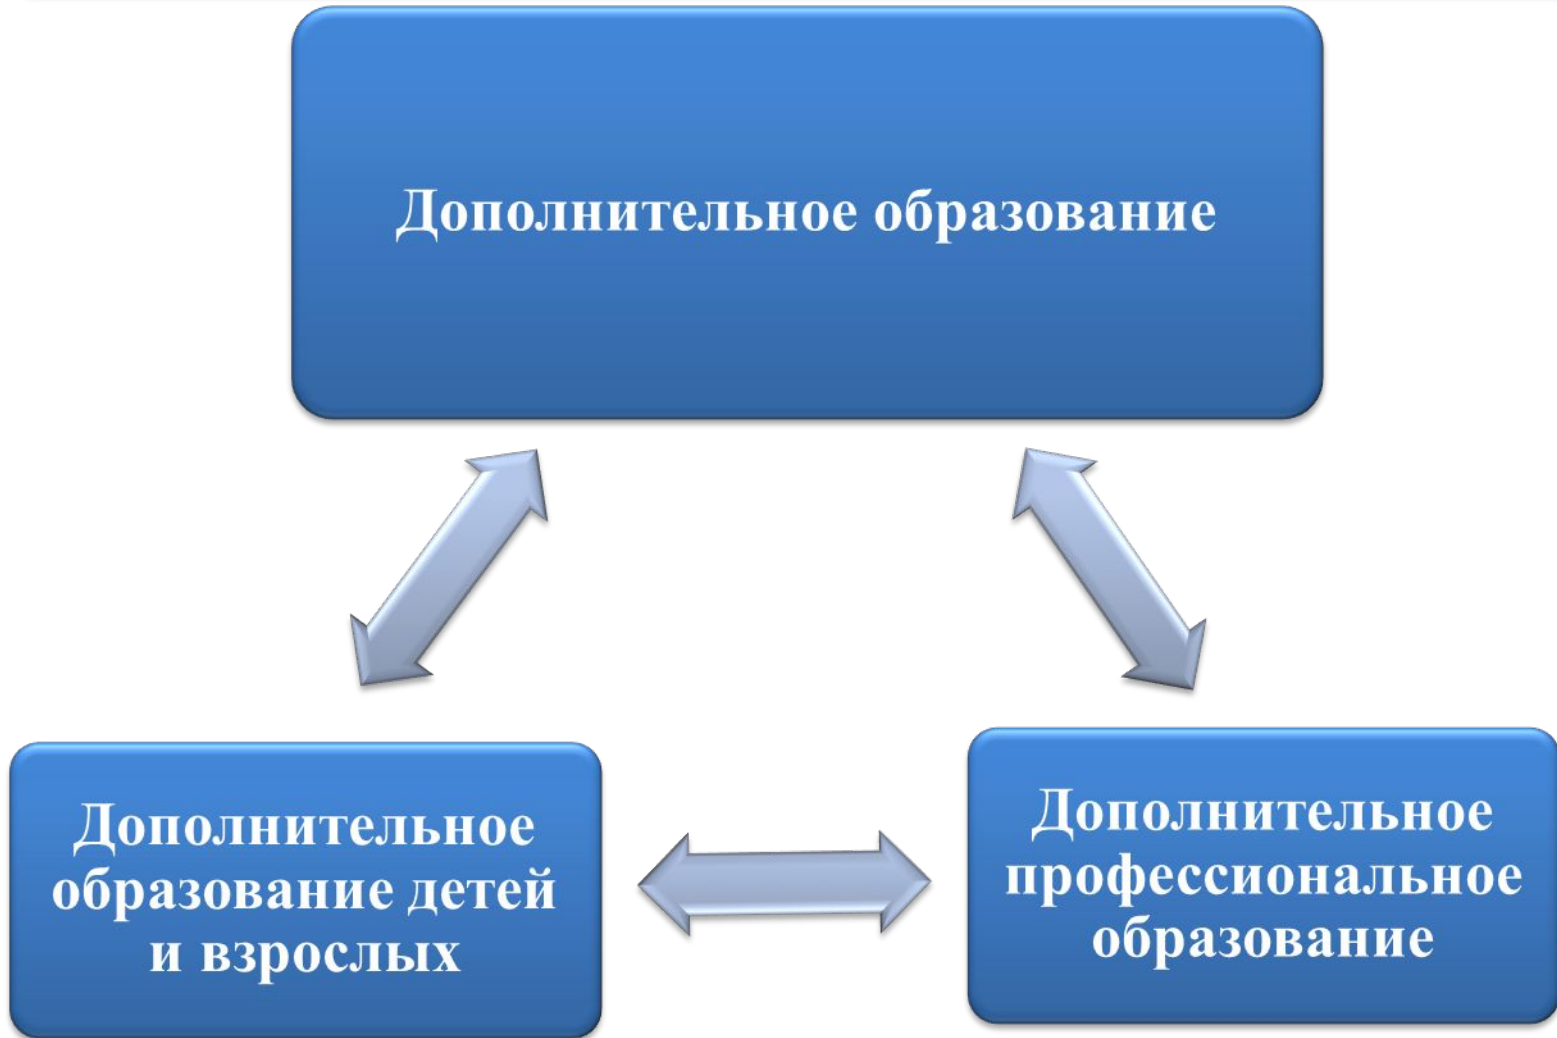 Дополнительное образование
Дополнительное
образование детей
и взрослых
Дополнительное
профессиональное
образование